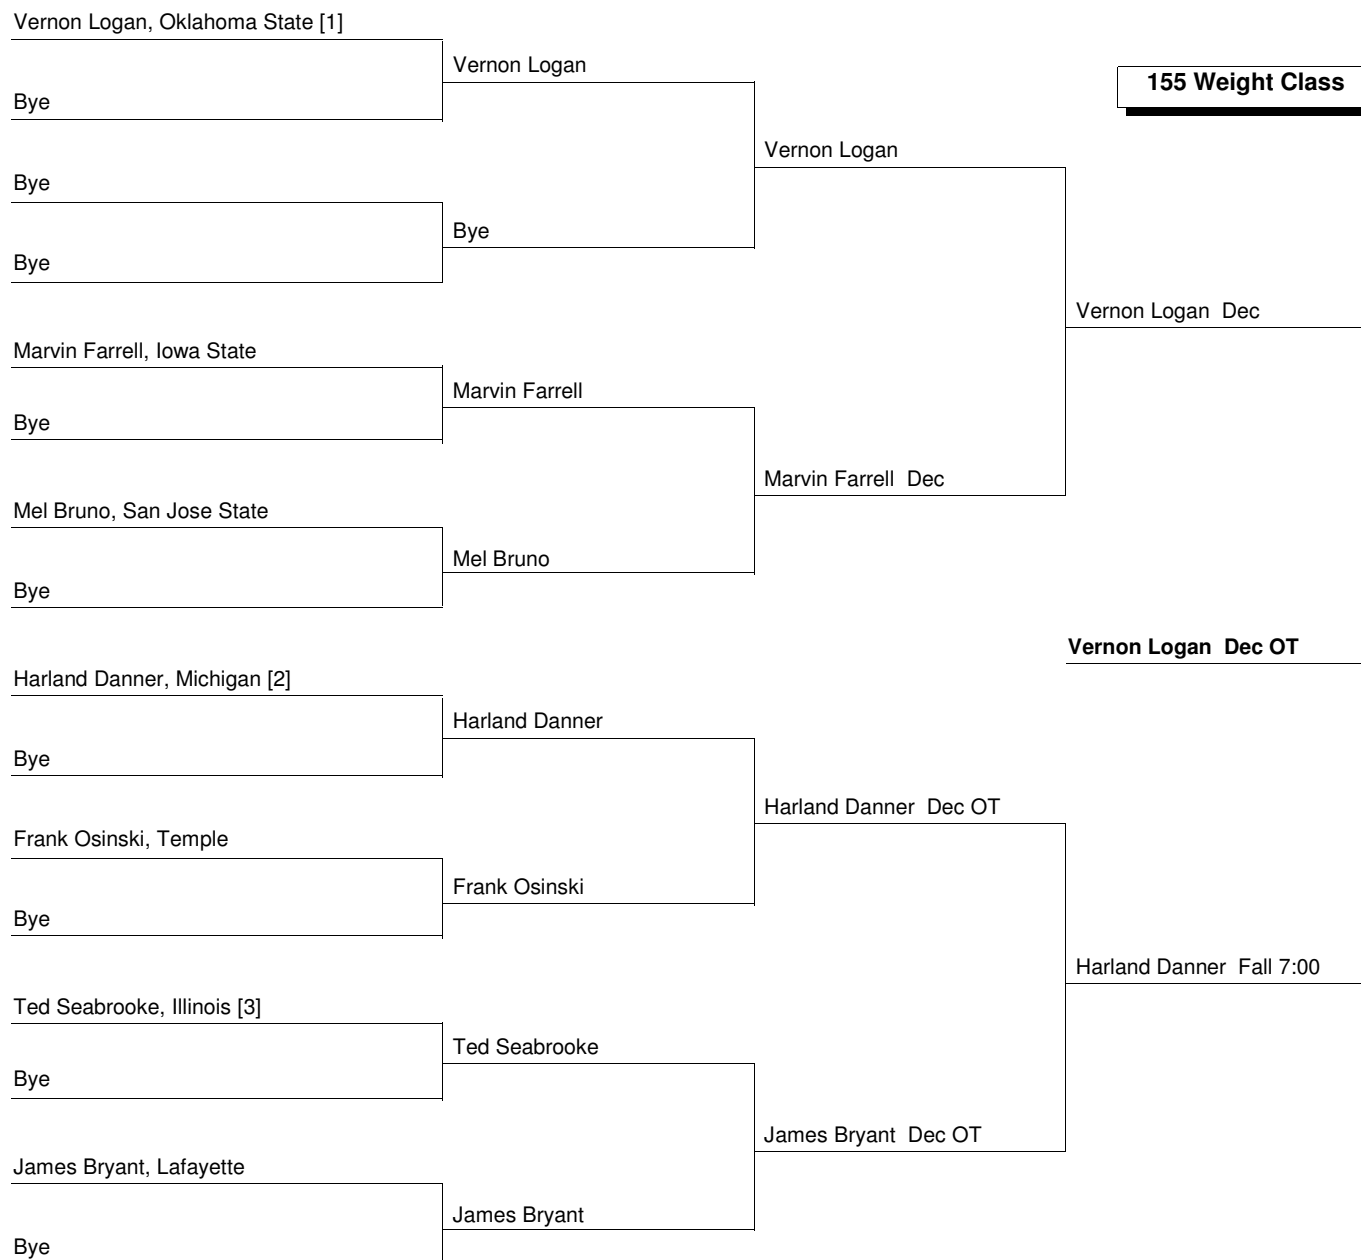 Vernon Logan, Oklahoma State [1]
Vernon Logan
155 Weight Class
Bye
Vernon Logan
Bye
Bye
Bye
Vernon Logan  Dec
Marvin Farrell, Iowa State
Marvin Farrell
Bye
Marvin Farrell  Dec
Mel Bruno, San Jose State
Mel Bruno
Bye
Vernon Logan  Dec OT
Harland Danner, Michigan [2]
Harland Danner
Bye
Harland Danner  Dec OT
Frank Osinski, Temple
Frank Osinski
Bye
Harland Danner  Fall 7:00
Ted Seabrooke, Illinois [3]
Ted Seabrooke
Bye
James Bryant  Dec OT
James Bryant, Lafayette
James Bryant
Bye